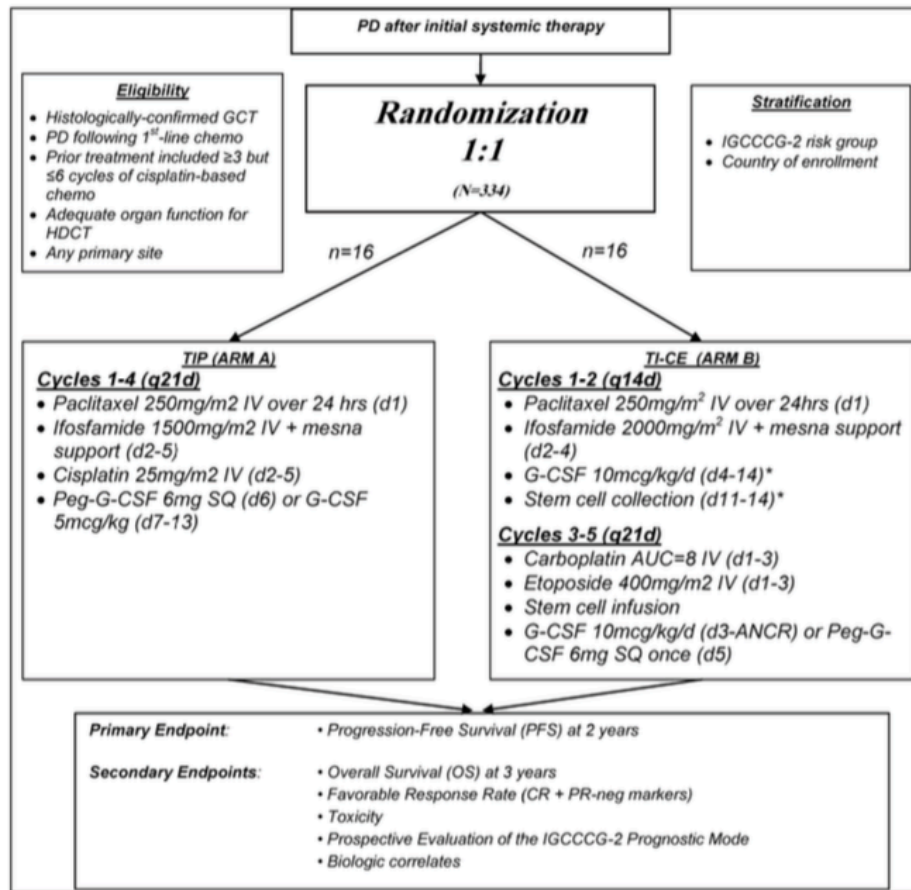 PD after initial systemic therapy
Eligibility
• Histologically-confirmed GCT
• PD following 1st-line chemo
• Prior treatment included ≥3 but
≤6 cycles of cisplatin-based
chemo
• Adequate organ function for
HDCT
• Any primary site
Randomization
1:1
(N=334)
Stratification
• IGCCCG-2 risk group
• Country of enrollment
n=16
n=16
TIP (ARM A)
Cycles 1-4 (q21d)
• Paclitaxel 250mg/m2 IV over 24 hrs (d1)
• Ifosfamide 1500mg/m2 IV + mesna
support (d2-5)
• Cisplatin 25mg/m2 IV (d2-5)
• Peg-G-CSF 6mg SQ (d6) or G-CSF
5mcg/kg (d7-13)
TI-CE (ARM B)
Cycles 1-2 (q14d)
• Paclitaxel 250mg/m² IV over 24hrs (d1)
• Ifosfamide 2000mg/m² IV + mesna support
(d2-4)
• G-CSF 10mcg/kg/d (d4-14)*
• Stem cell collection (d11-14)*
Cycles 3-5 (q21d)
• Carboplatin AUC=8 IV (d1-3)
• Etoposide 400mg/m2 IV (d1-3)
• Stem cell infusion
• G-CSF 10mcg/kg/d (d3-ANCR) or Peg-G-
CSF 6mg SQ once (d5)
Primary Endpoint: • Progression-Free Survival (PFS) at 2 years
Secondary Endpoints: • Overall Survival (OS) at 3 years
• Favorable Response Rate (CR + PR-neg markers)
• Toxicity
• Prospective Evaluation of the IGCCCG-2 Prognostic Mode
• Biologic correlates